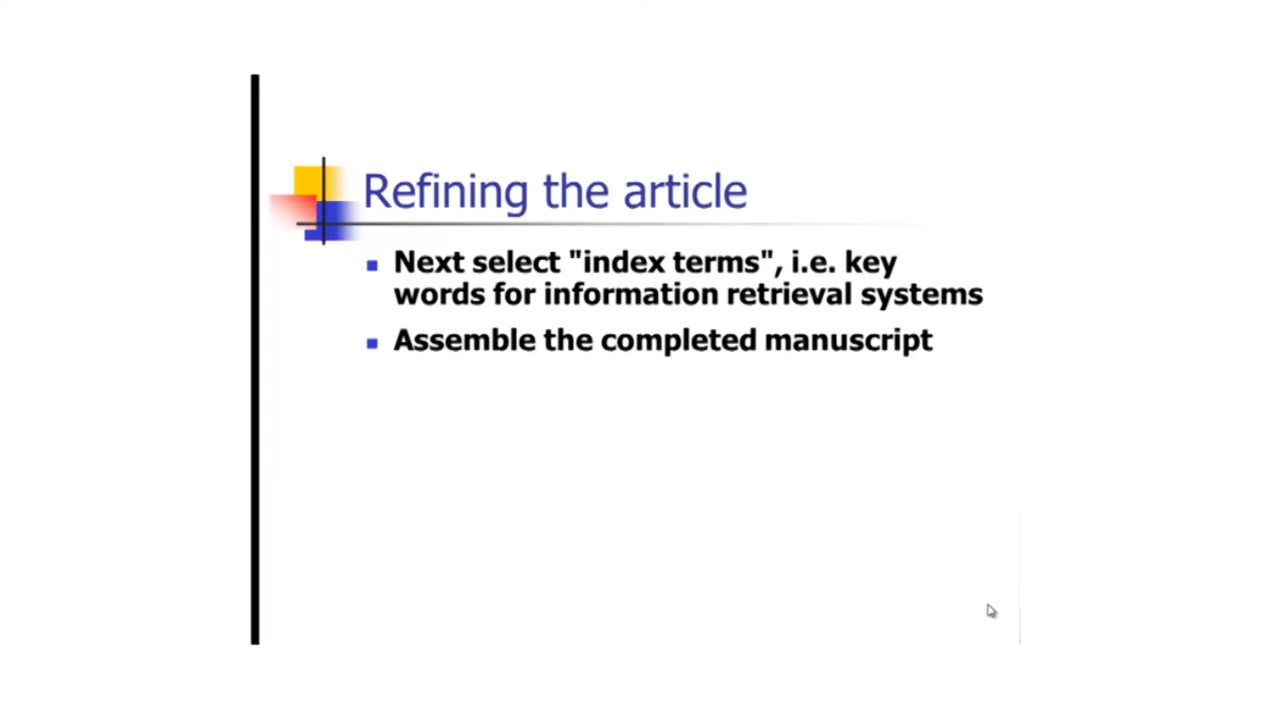 Refining the article
Next select "index terms", i.e. key
words for information retrieval systems
Assemble the completed manuscript